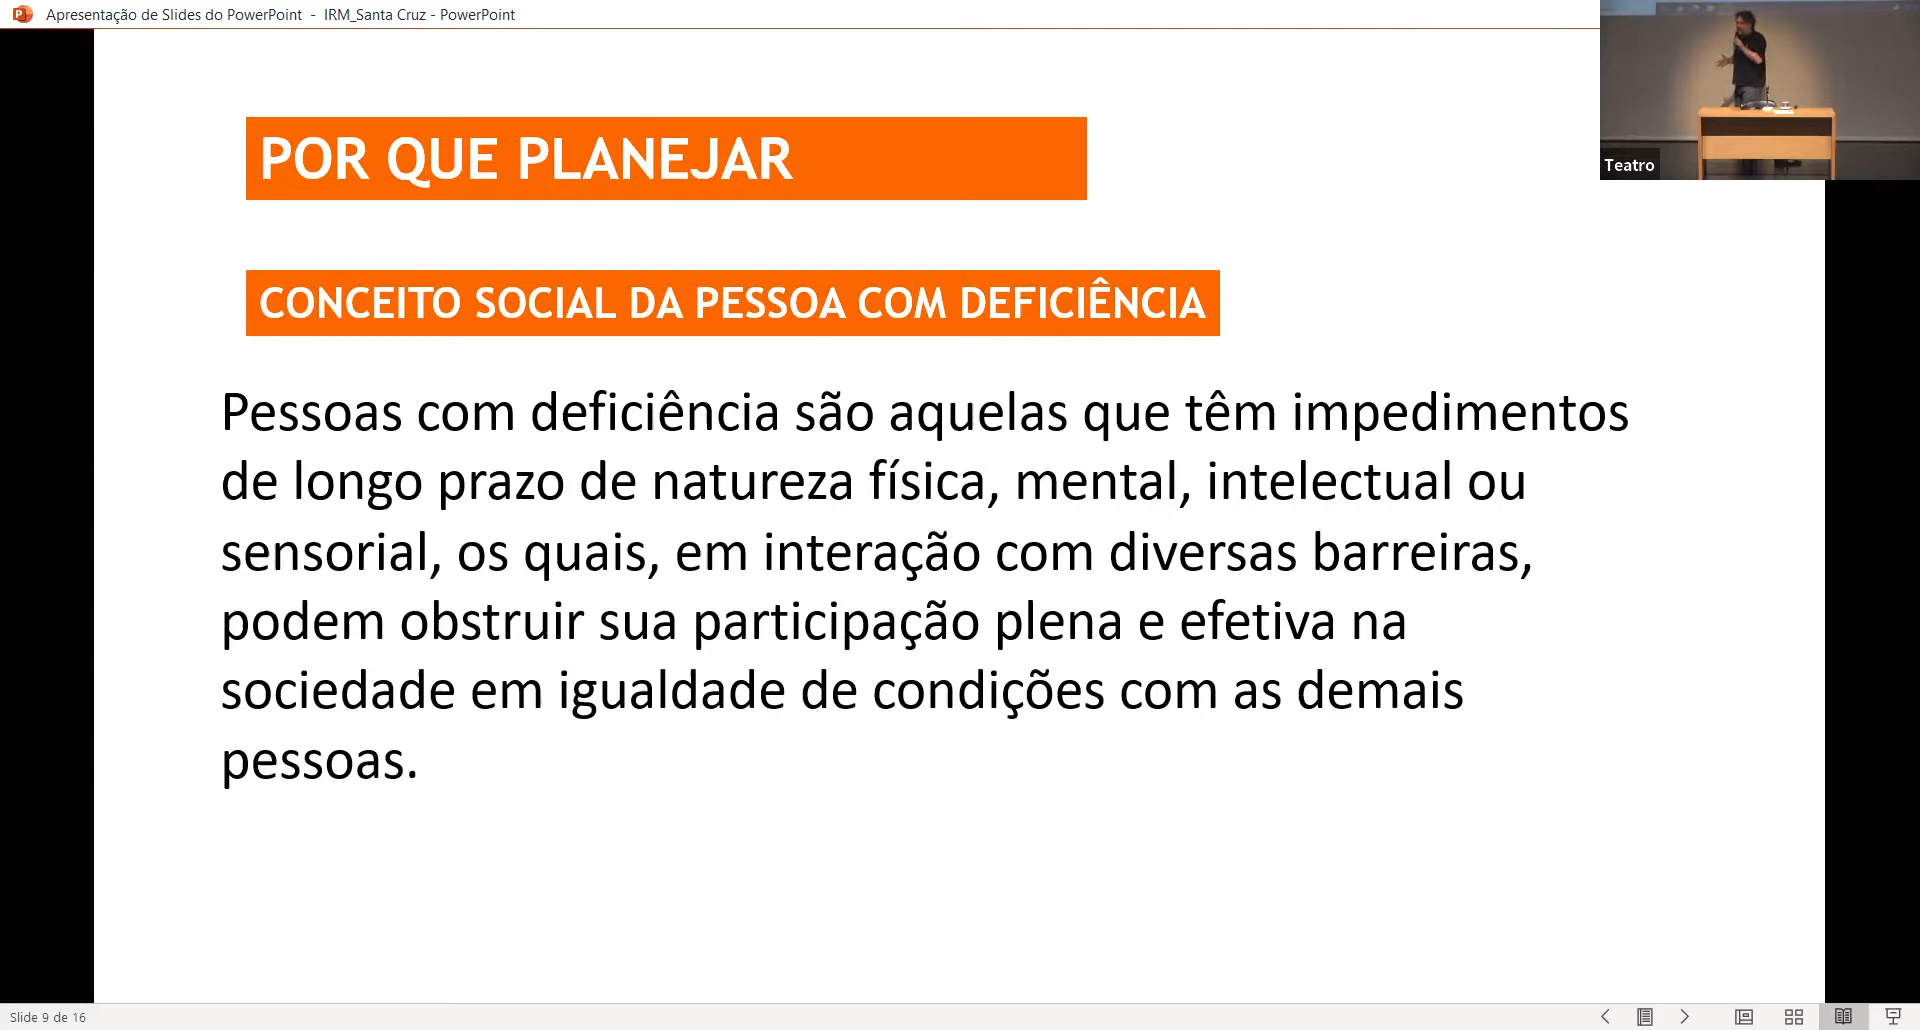 Apresentação de Slides do PowerPoint - IRM_Santa Cruz - PowerPoint
Teatro
POR QUE PLANEJAR
CONCEITO SOCIAL DA PESSOA COM DEFICIÊNCIA
Pessoas com deficiência são aquelas que têm impedimentos
de longo prazo de natureza física, mental, intelectual ou
sensorial, os quais, em interação com diversas barreiras,
podem obstruir sua participação plena e efetiva na
sociedade em igualdade de condições com as demais
pessoas.
Slide 9 de 16